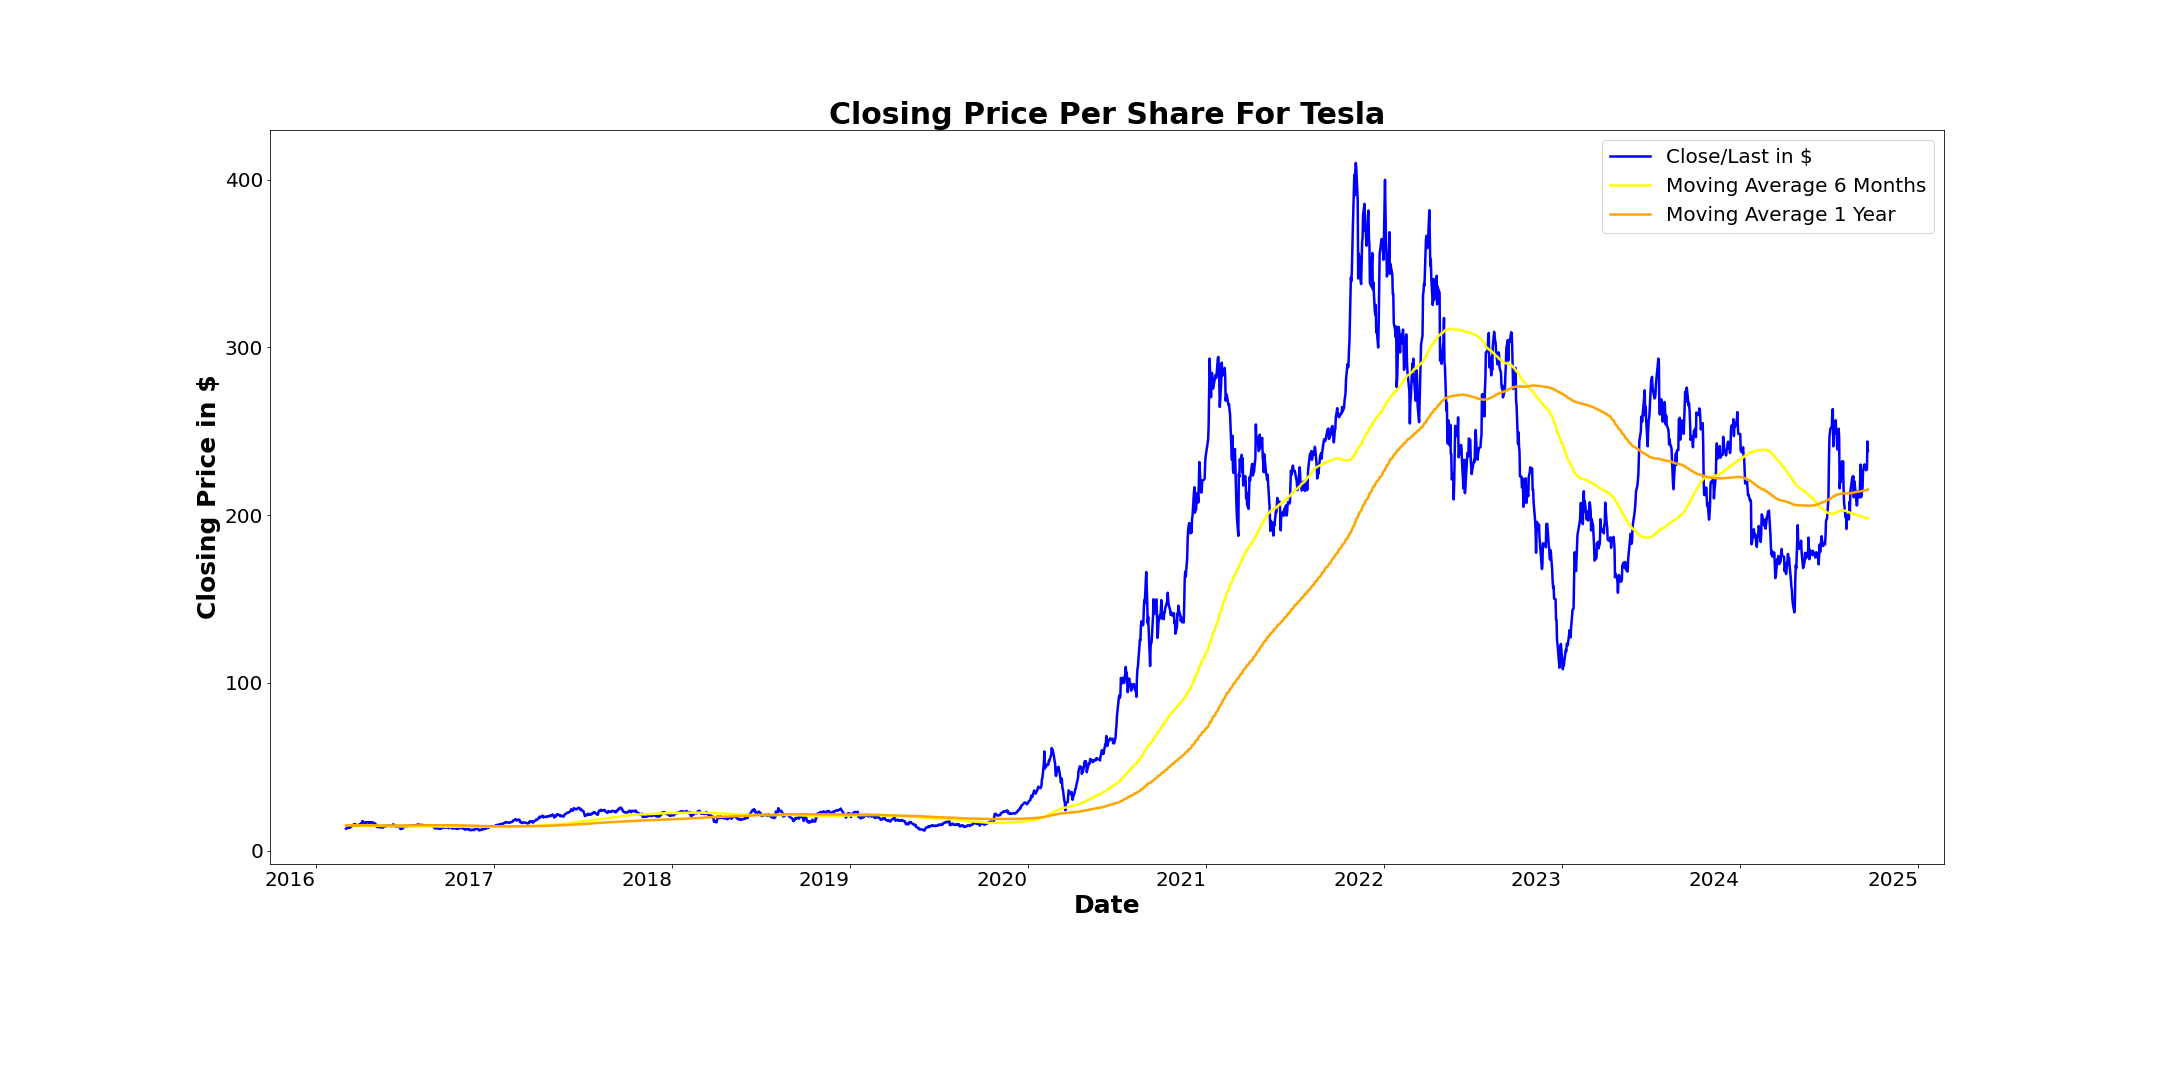 Closing Price Per Share For Tesla
Close/Last in $
Moving Average 6 Months
Moving Average 1 Year
Closing Price in $
400
300
200
100
0
2016 2017 2018 2019 2020 2021 2022 2023 2024 2025
Date